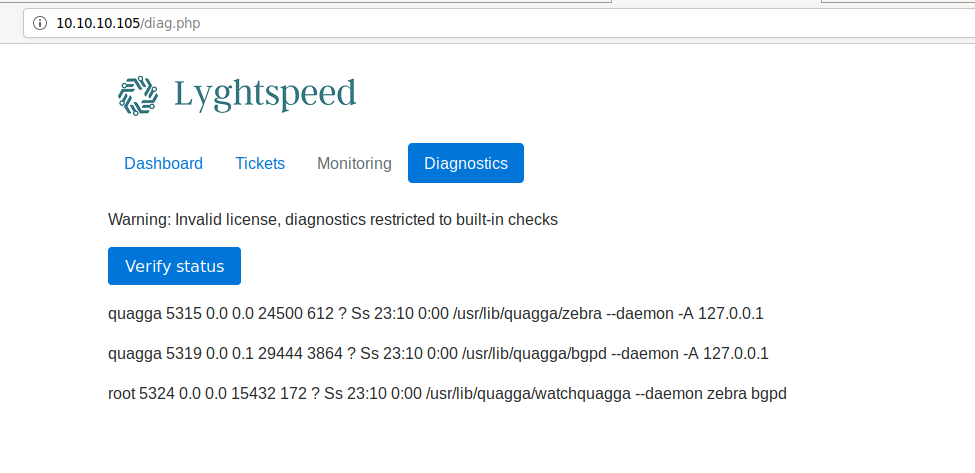 10.10.10.105/diag.php
Lyghtspeed
Dashboard Tickets Monitoring Diagnostics
Warning: Invalid license, diagnostics restricted to built-in checks
Verify status
quagga 5315 0.0 0.0 24500 612 ? Ss 23:10 0:00 /usr/lib/quagga/zebra --daemon -A 127.0.0.1
quagga 5319 0.0 0.1 29444 3864 ? Ss 23:10 0:00 /usr/lib/quagga/bgpd --daemon -A 127.0.0.1
root 5324 0.0 0.0 15432 172 ? Ss 23:10 0:00 /usr/lib/quagga/watchquagga --daemon zebra bgpd